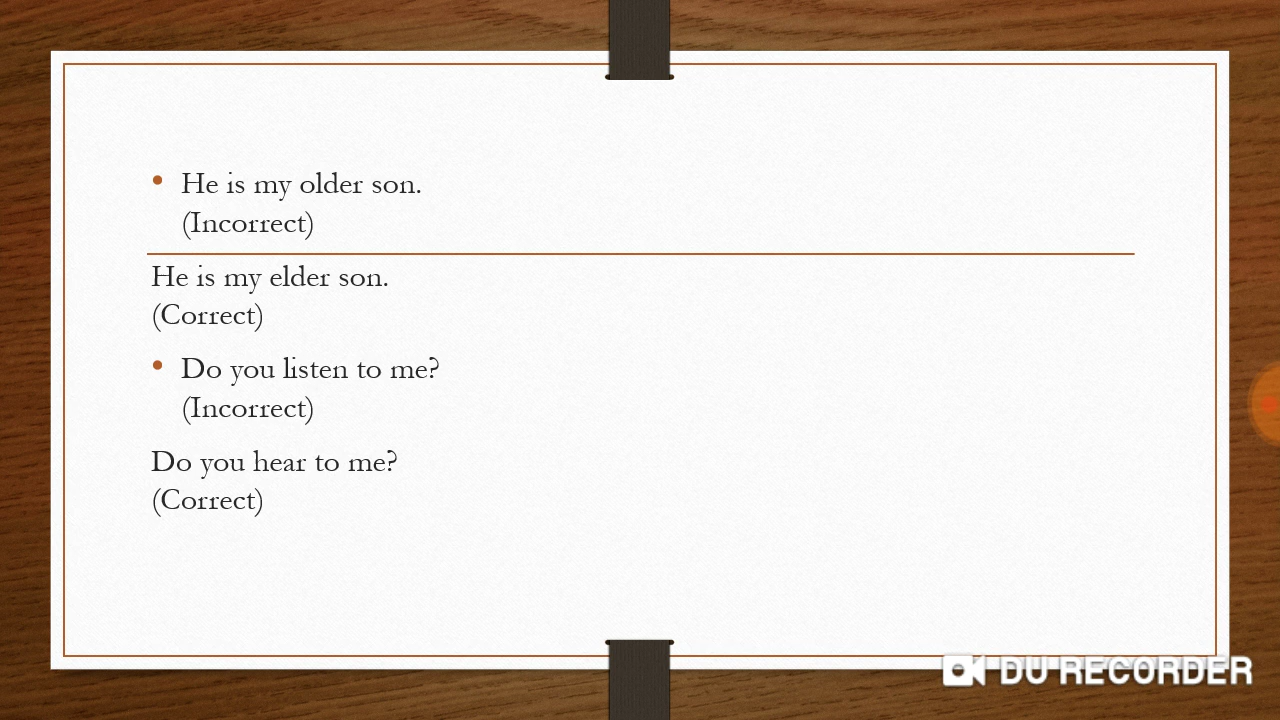 • He is my older son.
(Incorrect)
He is my elder son.
(Correct)
• Do you listen to me?
(Incorrect)
Do you hear to me?
(Correct)
DU RECORDER